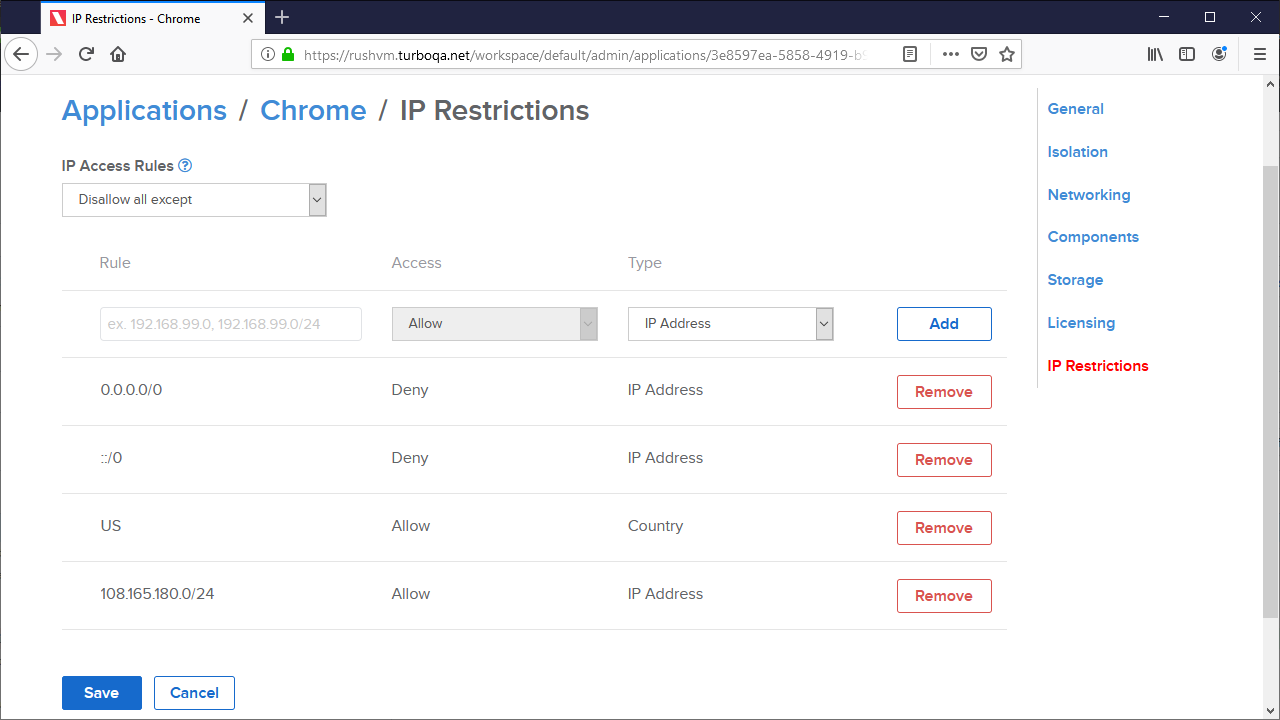 IP Restrictions - Chrome
https://rushvm.turboqa.net/workspace/default/admin/applications/3e8597ea-5858-4919-b
Applications / Chrome / IP Restrictions
IP Access Rules
Disallow all except
Rule Access Type
ex. 192.168.99.0, 192.168.99.0/24 Allow IP Address Add
0.0.0.0/0 Deny IP Address Remove
::/0 Deny IP Address Remove
US Allow Country Remove
108.165.180.0/24 Allow IP Address Remove
Save Cancel
General
Isolation
Networking
Components
Storage
Licensing
IP Restrictions